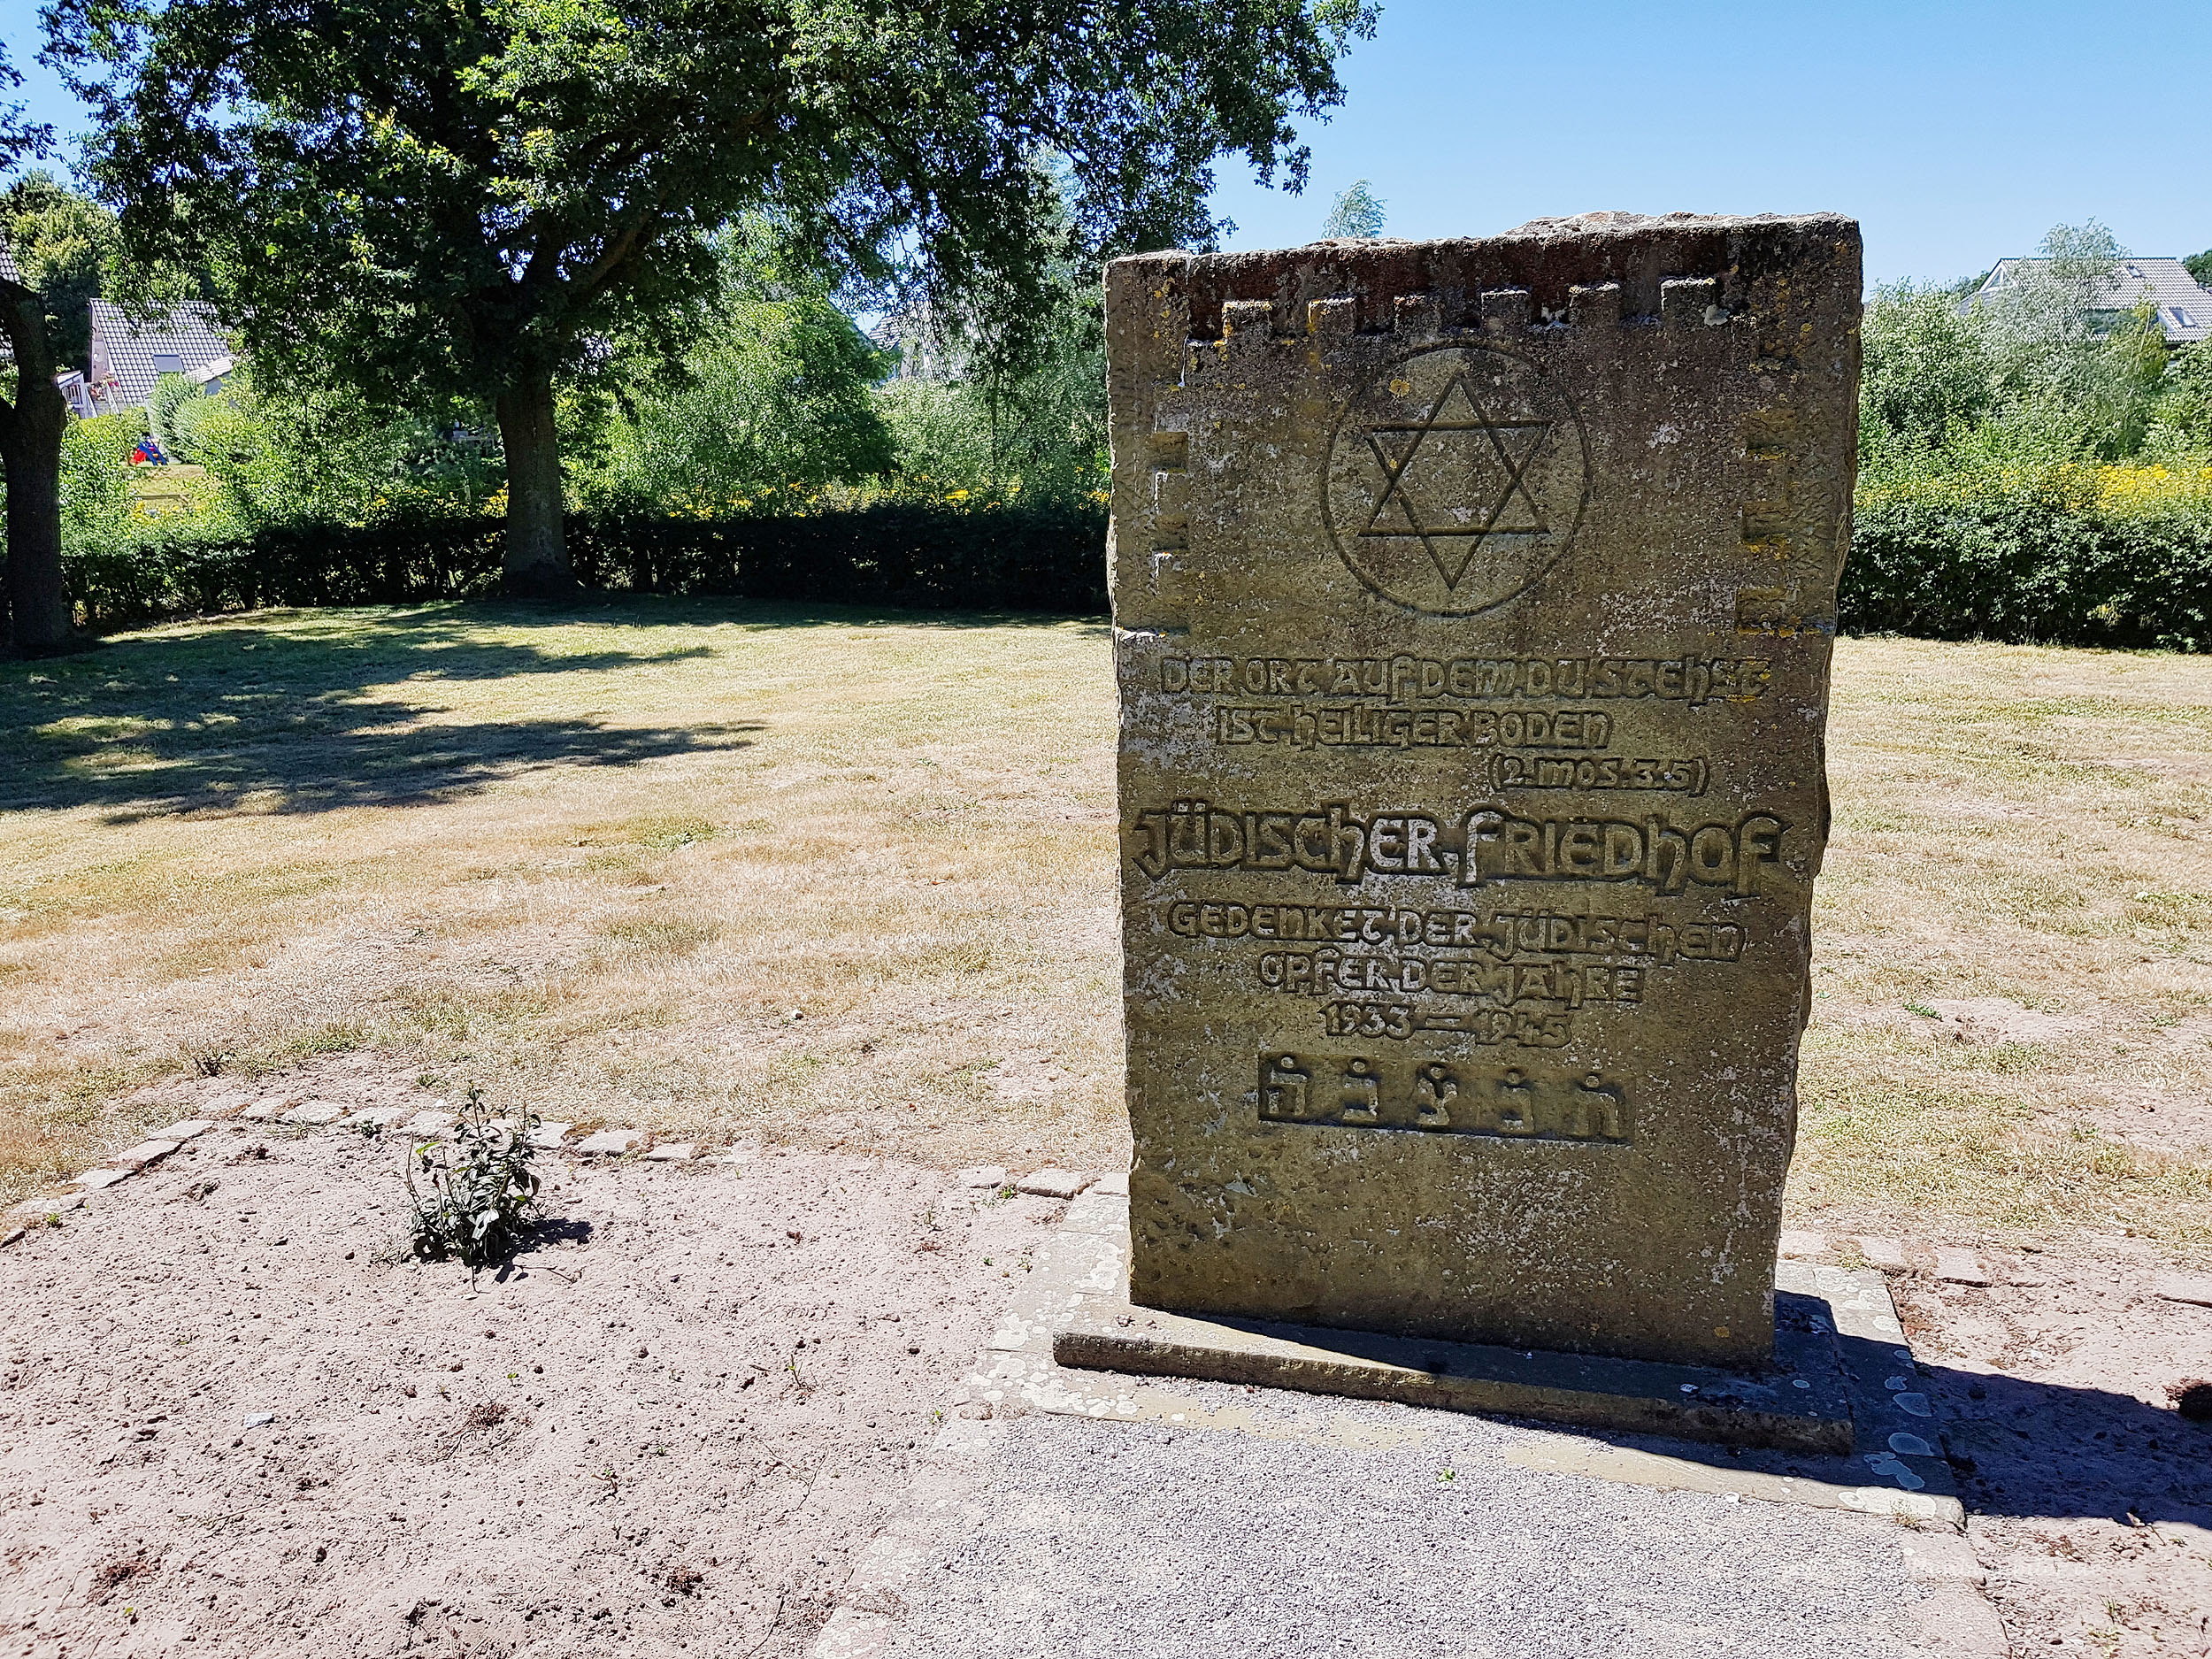 DER ORT AUF DEM DU STEHST
IST HEILIGER BODEN
(2. MOS. 3.5)
JÜDISCHER FRIEDHOF
GEDENKET DER JÜDISCHEN
OPFER DER JAHRE
1933 — 1945
ת נ צ ב ה